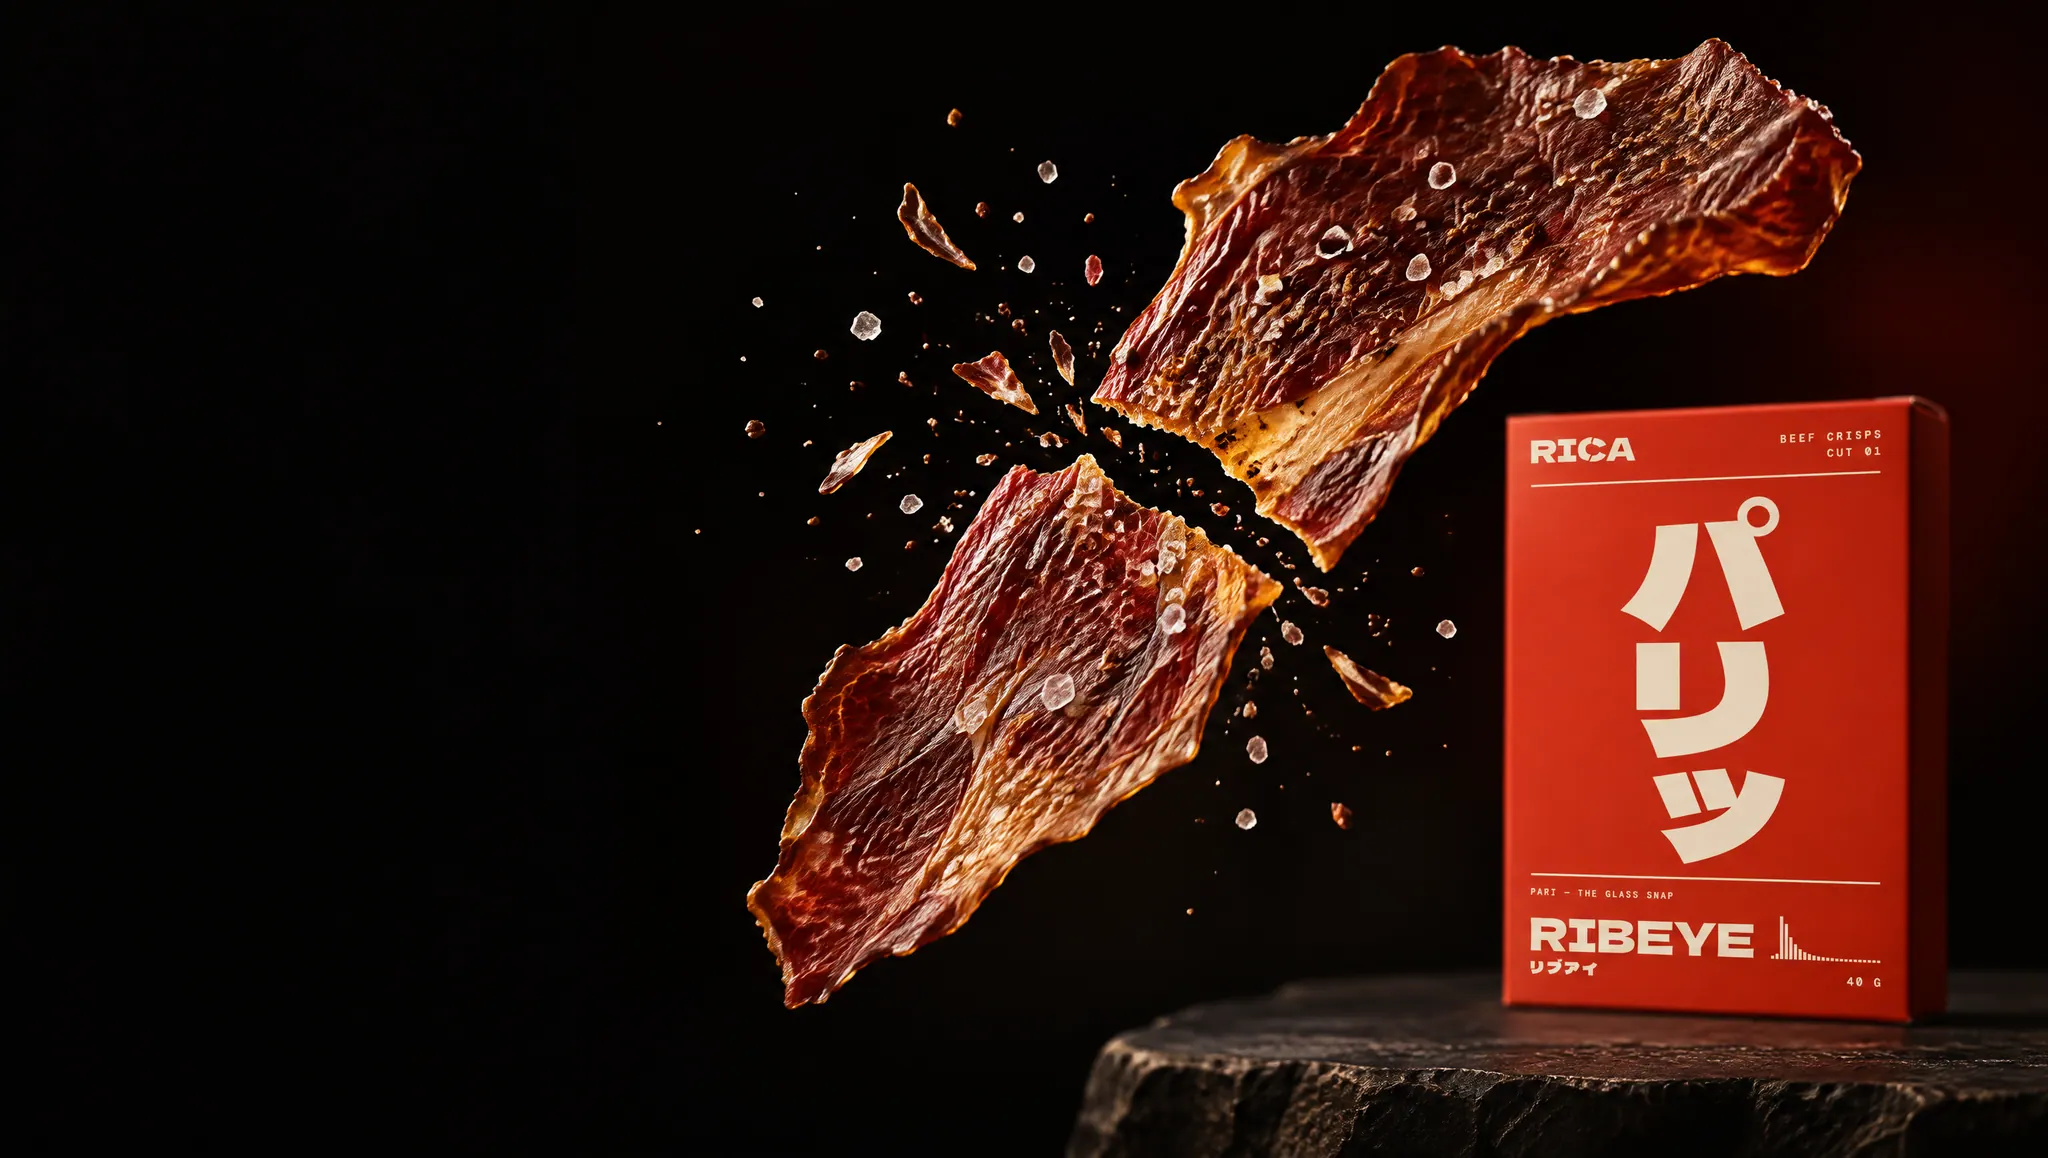 RICA
BEEF CRISPS
CUT 01
パリッ
PARI — THE GLASS SNAP
RIBEYE
リブアイ
40 G